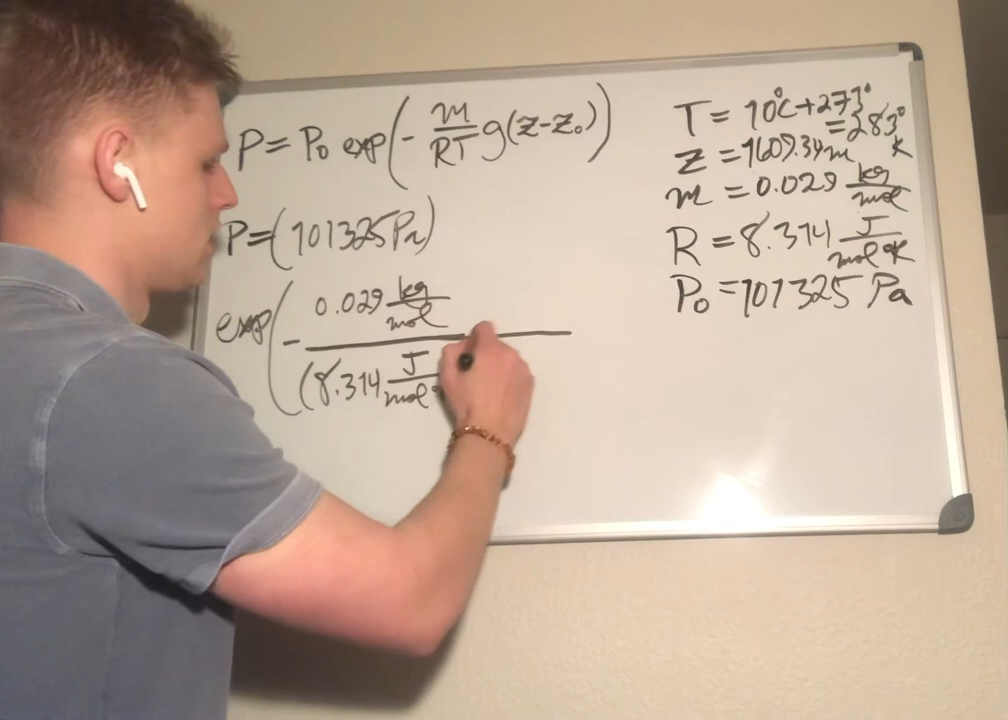 P = P₀ exp(- m/RT g(z-z₀))
P = (101325 Pa)
exp(- 0.029 kg/mol
(8.314 J/mol°
T = 10°C + 273°
= 283°K
z = 1609.34m
m = 0.029 kg/mol
R = 8.314 J/mol°K
P₀ = 101325 Pa